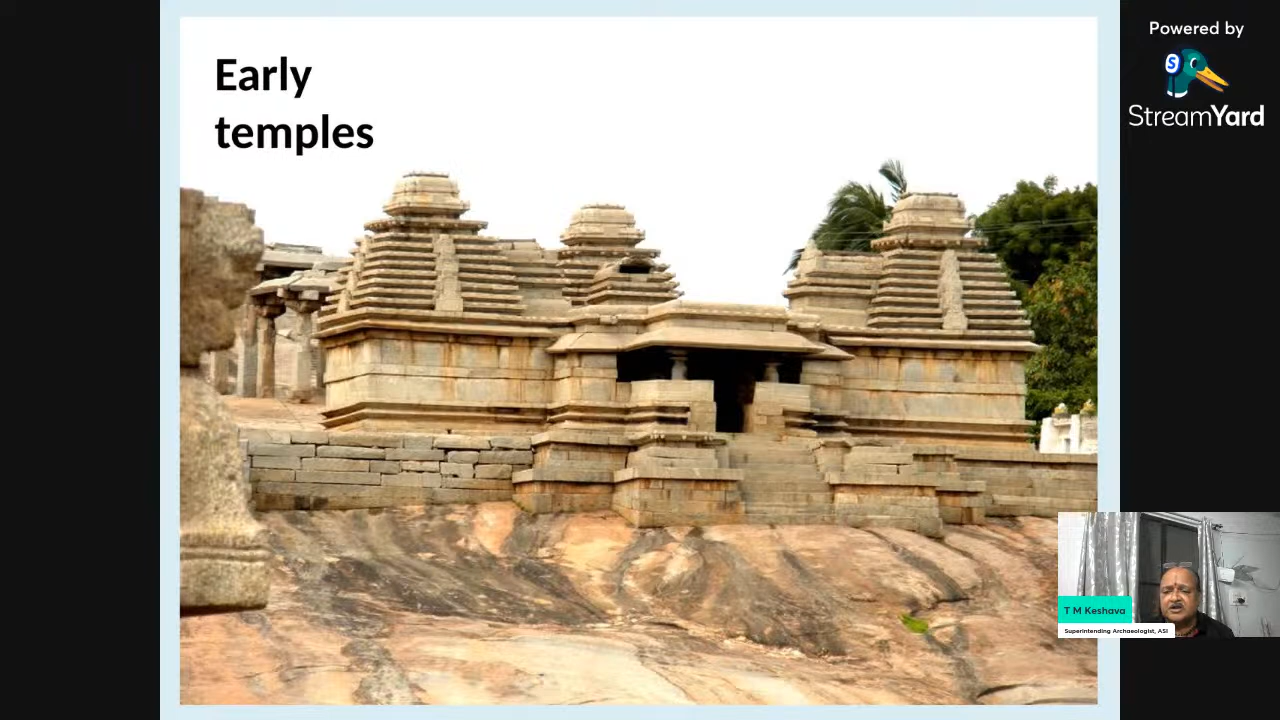 Early
temples
Powered by
S
StreamYard
T M Keshava
Superintending Archaeologist, ASI